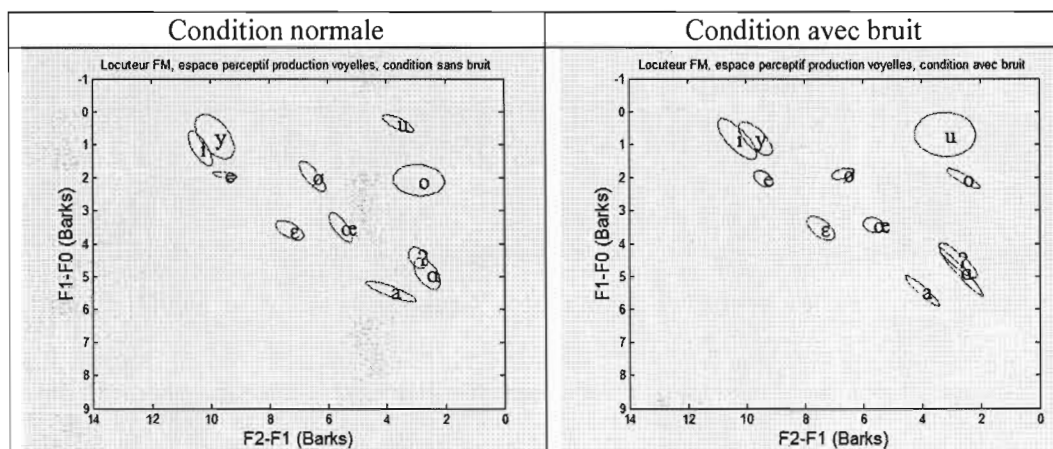 Condition normale
Condition avec bruit
Locuteur FM, espace perceptif production voyelles, condition sans bruit
-1
0
1
2
3
4
5
6
7
8
9
14
12
10
8
6
4
2
0
F1-F0 (Barks)
F2-F1 (Barks)
i
y
e
ø
u
o
ɛ
œ
ɑ
a
Locuteur FM, espace perceptif production voyelles, condition avec bruit
-1
0
1
2
3
4
5
6
7
8
9
14
12
10
8
6
4
2
0
F1-F0 (Barks)
F2-F1 (Barks)
i
y
e
ø
u
o
ɛ
œ
a